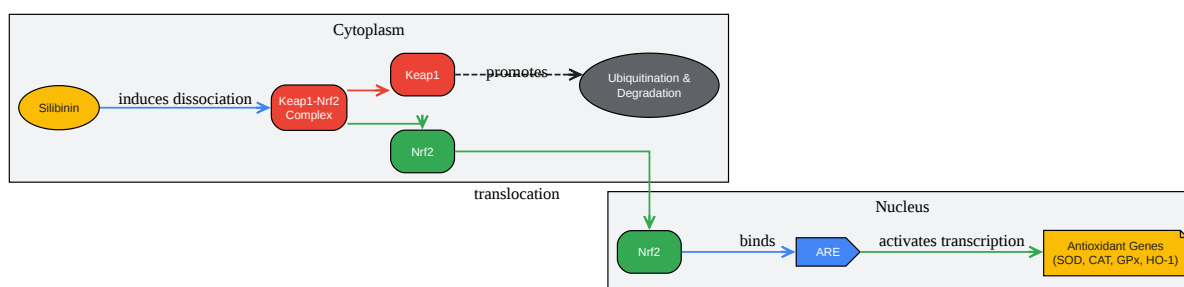 Cytoplasm
Silibinin
induces dissociation
Keap1-Nrf2
Complex
Keap1
promotes
Ubiquitination &
Degradation
Nrf2
translocation
Nucleus
Nrf2
binds
ARE
activates transcription
Antioxidant Genes
(SOD, CAT, GPx, HO-1)